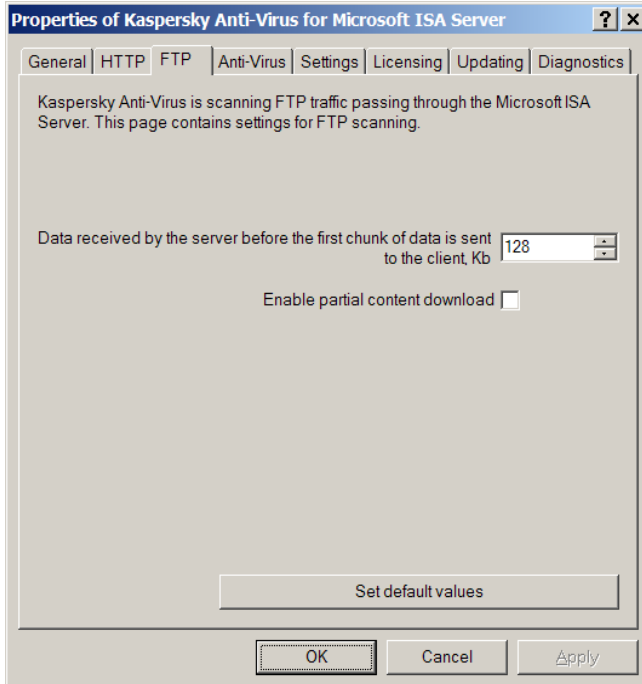 Properties of Kaspersky Anti-Virus for Microsoft ISA Server ? x
General HTTP FTP Anti-Virus Settings Licensing Updating Diagnostics
Kaspersky Anti-Virus is scanning FTP traffic passing through the Microsoft ISA
Server. This page contains settings for FTP scanning.
Data received by the server before the first chunk of data is sent
to the client, Kb 128
Enable partial content download
Set default values
OK Cancel Apply